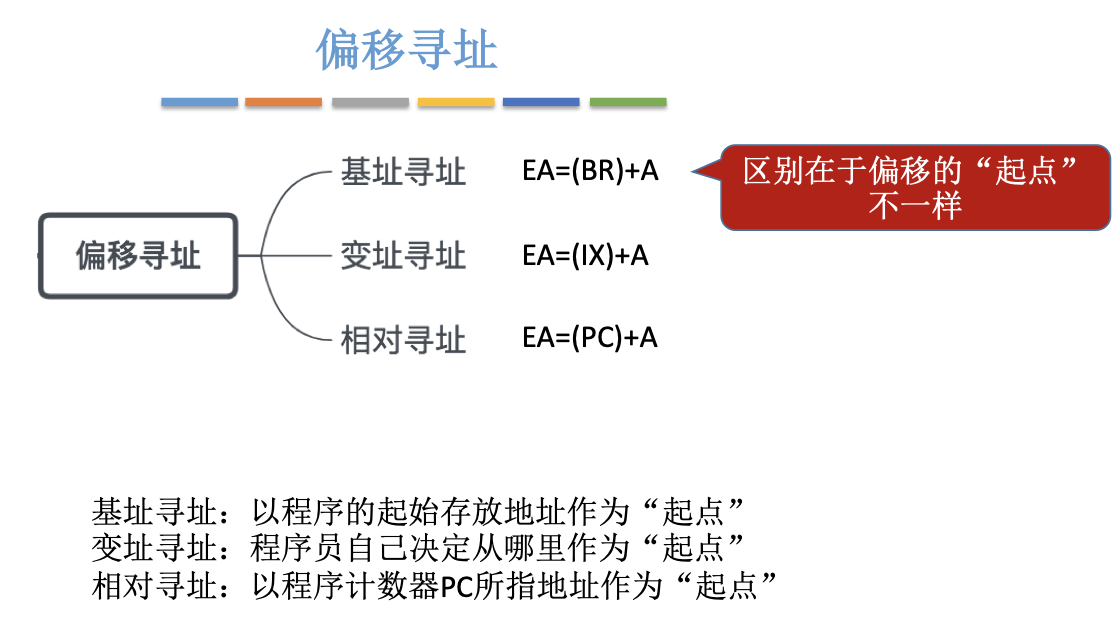 偏移寻址
基址寻址 EA=(BR)+A
区别在于偏移的“起点”
不一样
偏移寻址
变址寻址 EA=(IX)+A
相对寻址 EA=(PC)+A
基址寻址：以程序的起始存放地址作为“起点”
变址寻址：程序员自己决定从哪里作为“起点”
相对寻址：以程序计数器PC所指地址作为“起点”